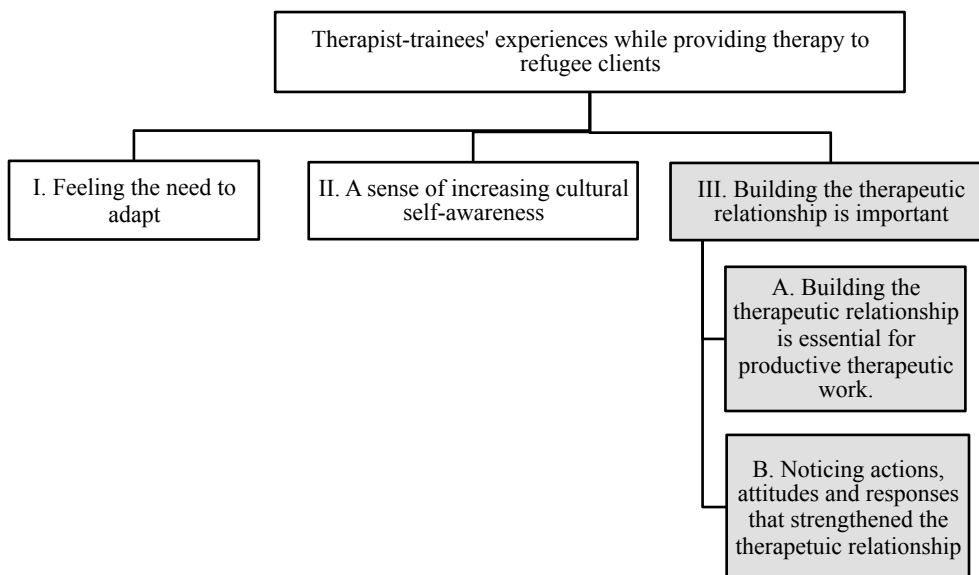 Therapist-trainees' experiences while providing therapy to
refugee clients
I. Feeling the need to
adapt
II. A sense of increasing cultural
self-awareness
III. Building the therapeutic
relationship is important
A. Building the
therapeutic relationship
is essential for
productive therapeutic
work.
B. Noticing actions,
attitudes and responses
that strengthened the
therapetuic relationship